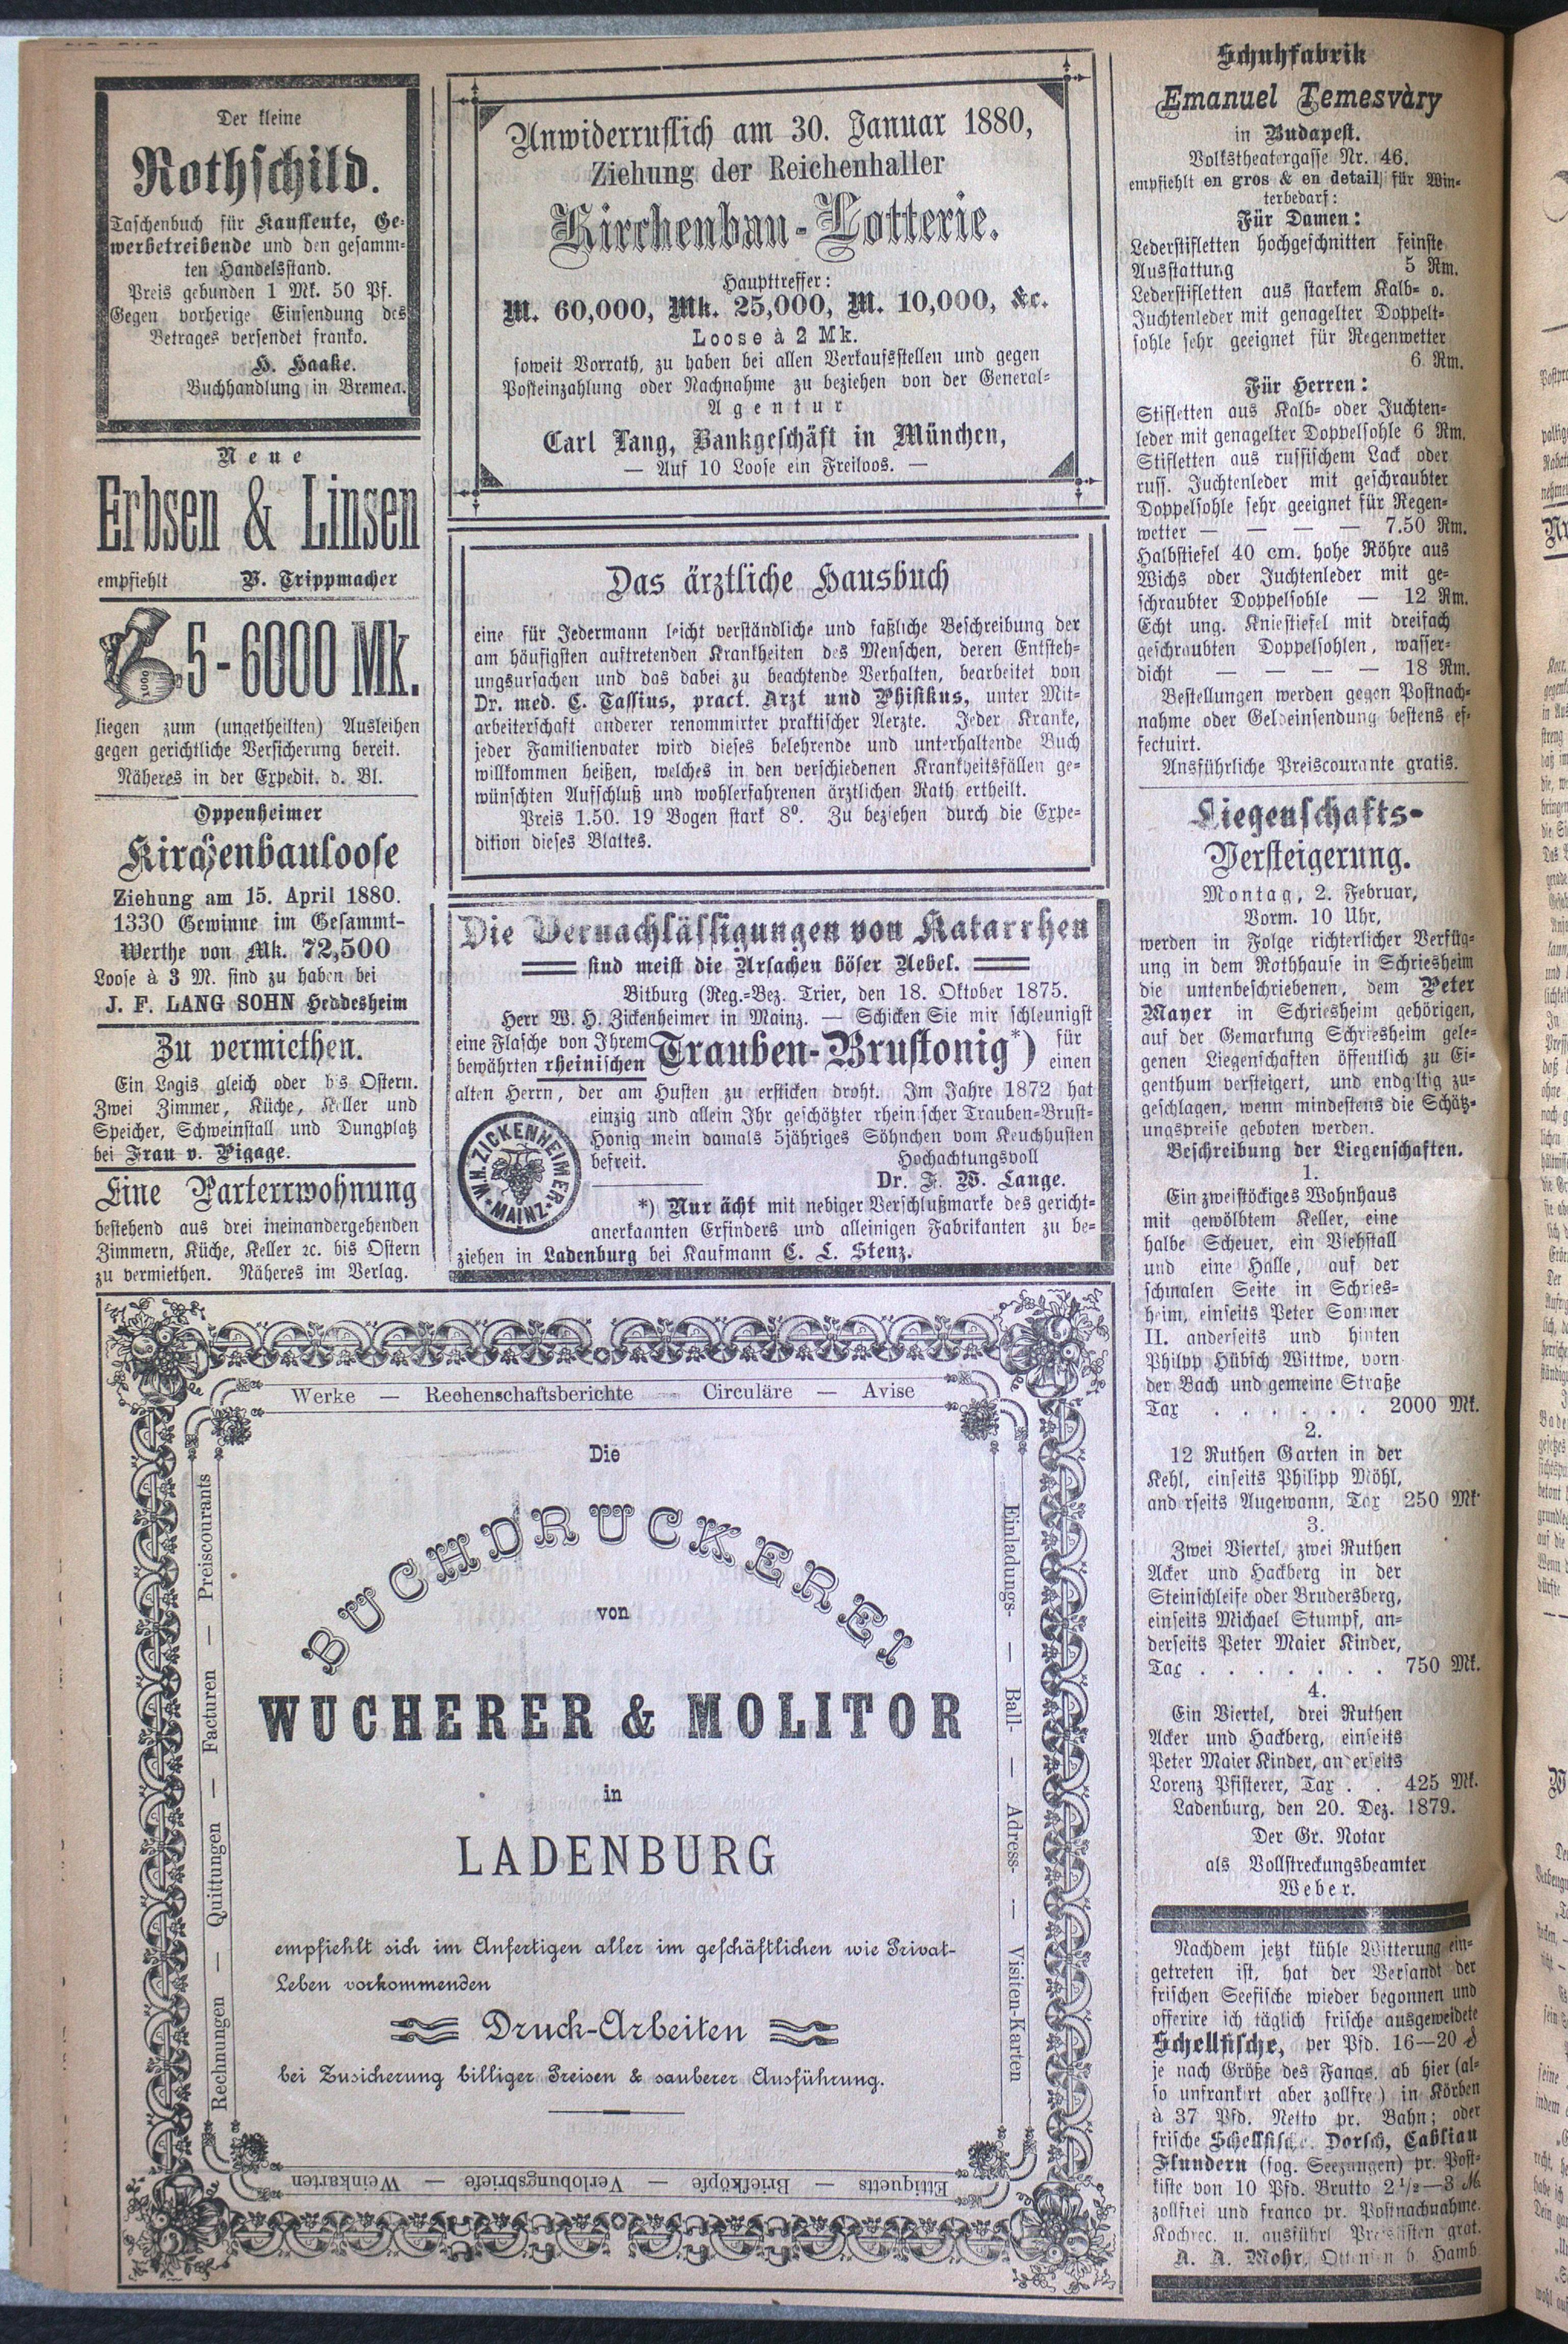 Der kleine
Rothschild.
Taschenbuch für Kaufleute, Ge-
werbetreibende und den gesamm-
ten Handelsstand.
Preis gebunden 1 Mk. 50 Pf.
Gegen vorherige Einsendung des
Betrages versendet franko.
H. Haake.
Buchhandlung in Bremen.
Neue
Erbsen & Linsen
empfiehlt P. Trippmacher
5-6000 Mk.
liegen zum (ungetheilten) Ausleihen
gegen gerichtliche Versicherung bereit.
Näheres in der Expedit. d. Bl.
Oppenheimer
Kirchenbauloose
Ziehung am 15. April 1880.
1330 Gewinne im Gesammt-
Werthe von Mk. 72,500
Loose à 3 M. sind zu haben bei
J. F. LANG SOHN Heddesheim
Zu vermiethen.
Ein Logis gleich oder bis Ostern.
Zwei Zimmer, Küche, Keller und
Speicher, Schweinstall und Dungplatz
bei Frau v. Pigage.
Eine Parterrwohnung
bestehend aus drei ineinandergehenden
Zimmern, Küche, Keller ꝛc. bis Ostern
zu vermiethen. Näheres im Verlag.
Unwiderruflich am 30. Januar 1880,
Ziehung der Reichenhaller
Kirchenbau-Lotterie.
Haupttreffer:
M. 60,000, Mk. 25,000, M. 10,000, &c.
Loose à 2 Mk.
soweit Vorrath, zu haben bei allen Verkaufsstellen und gegen
Posteinzahlung oder Nachnahme zu beziehen von der General-
Agentur
Carl Lang, Bankgeschäft in München,
— Auf 10 Loose ein Freiloos. —
Das ärztliche Hausbuch
eine für Jedermann leicht verständliche und faßliche Beschreibung der
am häufigsten auftretenden Krankheiten des Menschen, deren Entsteh-
ungsursachen und das dabei zu beachtende Verhalten, bearbeitet von
Dr. med. C. Tassius, pract. Arzt und Phisikus, unter Mit-
arbeiterschaft anderer renommirter praktischer Aerzte. Jeder Kranke,
jeder Familienvater wird dieses belehrende und unterhaltende Buch
willkommen heißen, welches in den verschiedenen Krankheitsfällen ge-
wünschten Aufschluß und wohlerfahrenen ärztlichen Rath ertheilt.
Preis 1.50. 19 Bogen stark 8⁰. Zu beziehen durch die Expe-
dition dieses Blattes.
Die Vernachlässigungen von Katarrhen
sind meist die Ursachen böser Uebel.
Bitburg (Reg.-Bez. Trier, den 18. Oktober 1875.
Herr W. H. Zickenheimer in Mainz. — Schicken Sie mir schleunigst
eine Flasche von Ihrem
bewährten rheinischen Trauben-Brusthonig*) für einen
alten Herrn, der am Husten zu ersticken droht. Im Jahre 1872 hat
einzig und allein Ihr geschätzter rheinscher Trauben-Brust-
Honig mein damals 5jähriges Söhnchen vom Keuchhusten
befreit. Hochachtungsvoll
Dr. F. W. Lange.
W.H. ZICKENHEIMER MAINZ
*) Nur ächt mit nebiger Verschlußmarke des gericht-
anerkannten Erfinders und alleinigen Fabrikanten zu be-
ziehen in Ladenburg bei Kaufmann C. L. Stenz.
Werke — Rechenschaftsberichte — Circuläre — Avise
Rechnungen — Quittungen — Facturen — Preiscourants
Die
BUCHDRUCKEREI
von
WUCHERER & MOLITOR
in
LADENBURG
empfiehlt sich im Anfertigen aller im geschäftlichen wie Privat-
Leben vorkommenden
Druck-Arbeiten
bei Zusicherung billiger Preisen & sauberer Ausführung.
Einladungs- — Ball- — Adress- — Visiten-Karten
Ettiquetts — Briefköpfe — Verlobungsbriefe — Weinkarten
Schuhfabrik
Emanuel Temesvàry
in Budapest.
Volkstheatergasse Nr. 46.
empfiehlt en gros & en detail für Win-
terbedarf:
Für Damen:
Lederstifletten hochgeschnitten feinste
Ausstattung 5 Rm.
Lederstifletten aus starkem Kalb- o.
Juchtenleder mit genagelter Doppelt-
sohle sehr geeignet für Regenwetter
6 Rm.
Für Herren:
Stifletten aus Kalb- oder Juchten-
leder mit genagelter Doppelsohle 6 Rm.
Stifletten aus russischem Lack oder
russ. Juchtenleder mit geschraubter
Doppelsohle sehr geeignet für Regen-
wetter — — — — 7.50 Rm.
Halbstiefel 40 cm. hohe Röhre aus
Wichs oder Juchtenleder mit ge-
schraubter Doppelsohle — 12 Rm.
Echt ung. Kniestiefel mit dreifach
geschraubten Doppelsohlen, wasser-
dicht — — — — 18 Rm.
Bestellungen werden gegen Postnach-
nahme oder Geldeinsendung bestens ef-
fectuirt.
Ausführliche Preiscourante gratis.
Liegenschafts-
Versteigerung.
Montag, 2. Februar,
Vorm. 10 Uhr,
werden in Folge richterlicher Verfüg-
ung in dem Rothhause in Schriesheim
die untenbeschriebenen, dem Peter
Mayer in Schriesheim gehörigen,
auf der Gemarkung Schriesheim gele-
genen Liegenschaften öffentlich zu Ei-
genthum versteigert, und endgiltig zu-
geschlagen, wenn mindestens die Schätz-
ungspreise geboten werden.
Beschreibung der Liegenschaften.
1.
Ein zweistöckiges Wohnhaus
mit gewölbtem Keller, eine
halbe Scheuer, ein Viehstall
und eine Halle, auf der
schmalen Seite in Schries-
heim, einseits Peter Sommer
II. anderseits und hinten
Philpp Hübsch Wittwe, vorn
der Bach und gemeine Straße
Tax . . . . . . 2000 Mk.
2.
12 Ruthen Garten in der
Kehl, einseits Philipp Möhl,
anderseits Augewann, Tax 250 Mk
3.
Zwei Viertel, zwei Ruthen
Acker und Hackberg in der
Steinschleife oder Brudersberg,
einseits Michael Stumpf, an-
derseits Peter Maier Kinder,
Tax . . . . . . . 750 Mk.
4.
Ein Viertel, drei Ruthen
Acker und Hackberg, einseits
Peter Maier Kinder, anderseits
Lorenz Pfisterer, Tax . . 425 Mk.
Ladenburg, den 20. Dez. 1879.
Der Gr. Notar
als Vollstreckungsbeamter
Weber.
Nachdem jetzt kühle Witterung ein-
getreten ist, hat der Versandt der
frischen Seefische wieder begonnen und
offerire ich täglich frische ausgeweidete
Schellfische, per Pfd. 16—20 ₰
je nach Größe des Fangs, ab hier (al-
so unfrankirt aber zollfrei) in Körben
à 37 Pfd. Netto pr. Bahn; oder
frische Schellfische, Dorsch, Cabliau
Flundern (sog. Seezungen) pr. Post-
kiste von 10 Pfd. Brutto 2½—3 M
zollfrei und franco pr. Postnachnahme.
Kochrec. u. ausführl Preislisten grat.
A. A. Mohr, Ottensen b. Hamb